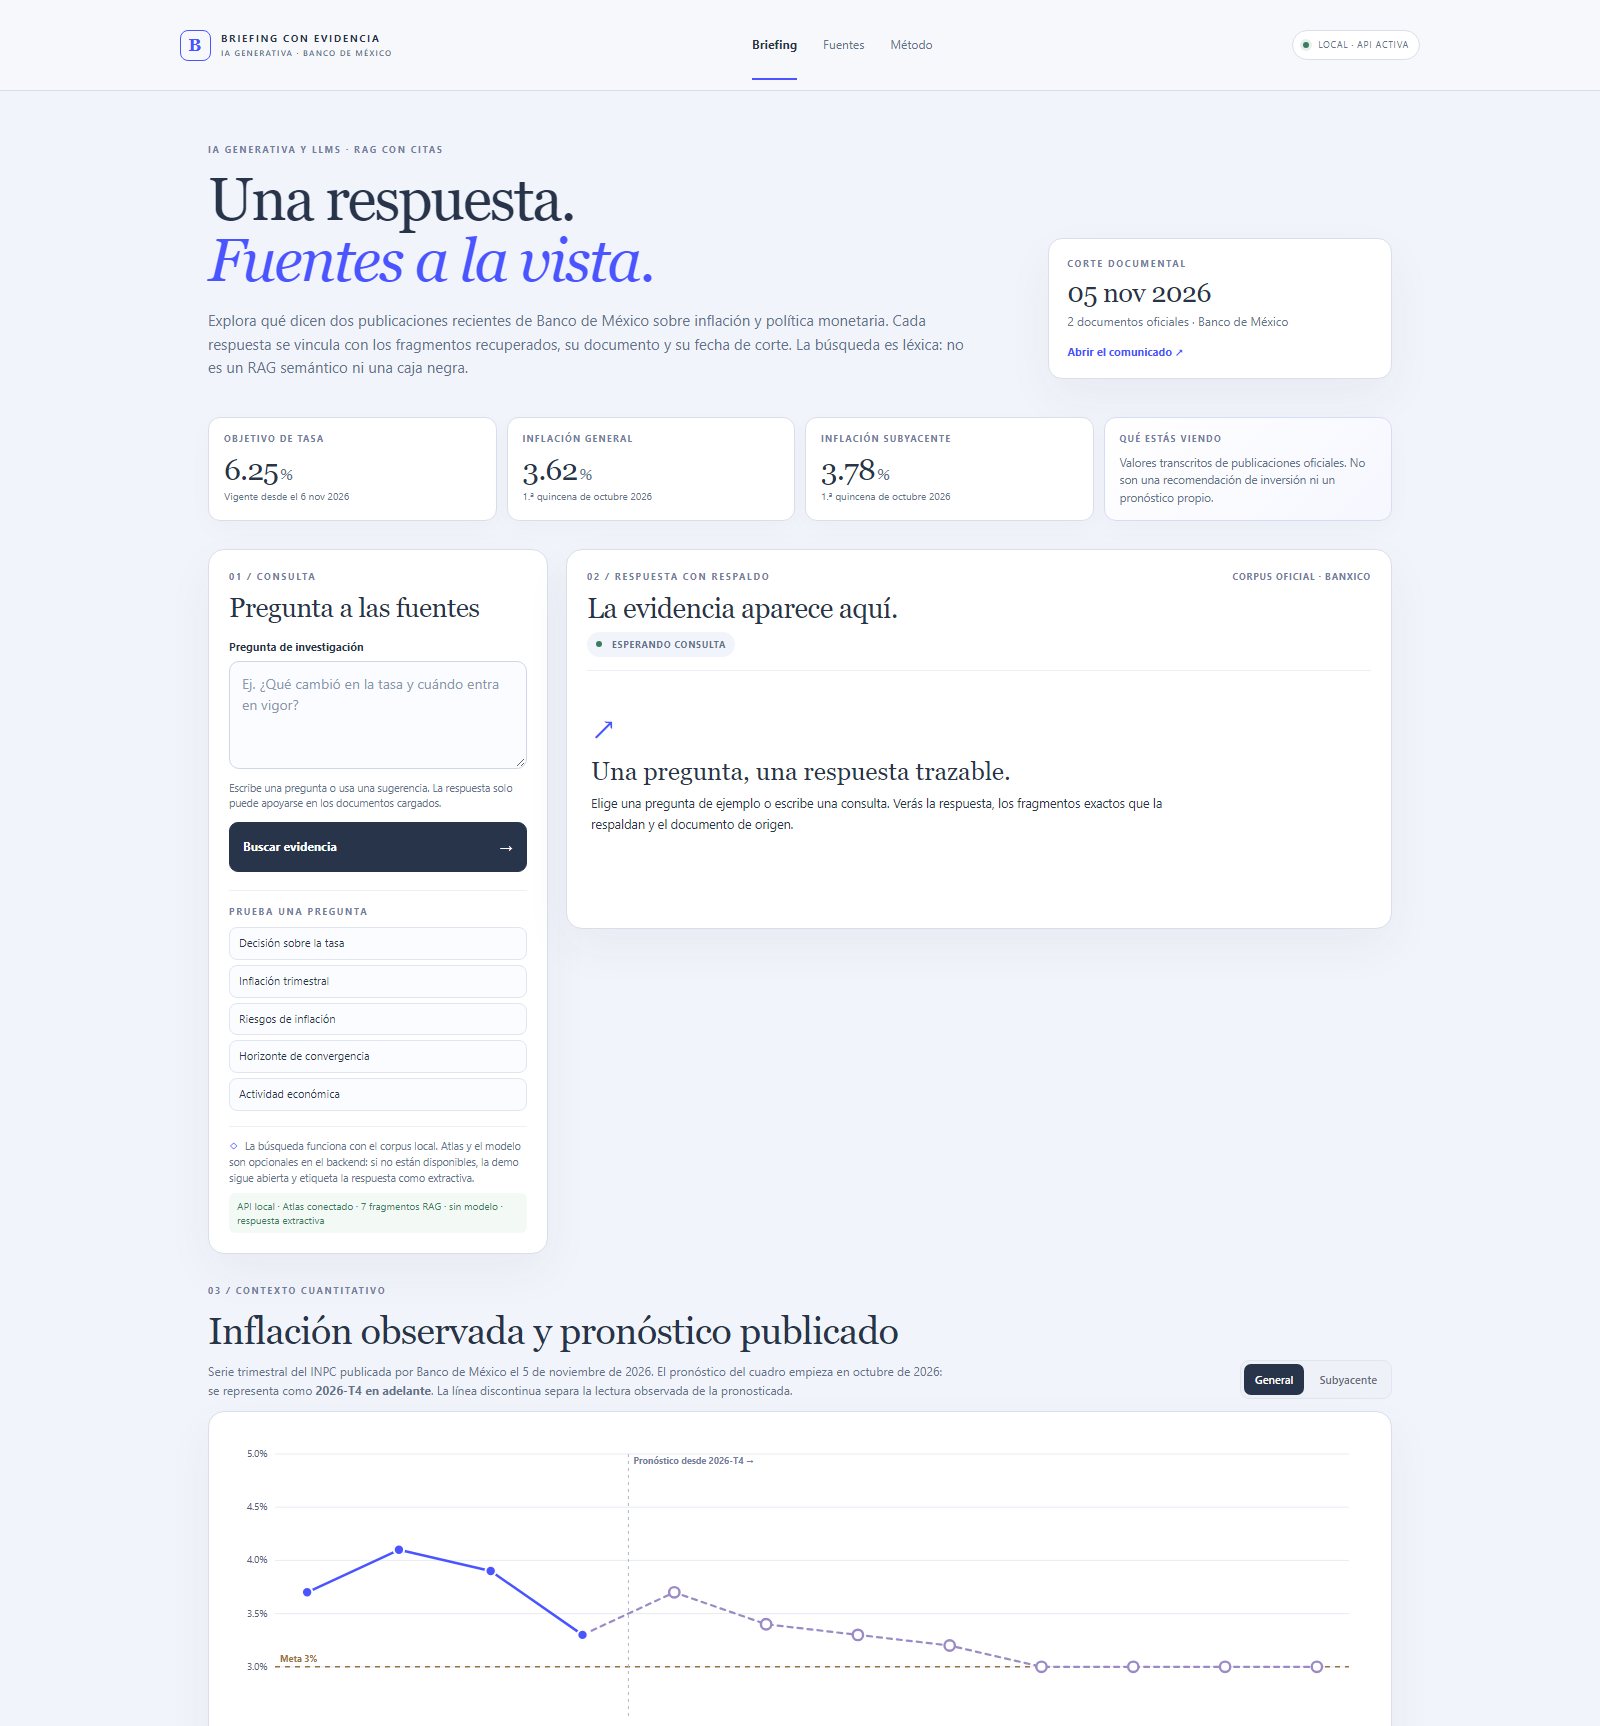 B
BRIEFING CON EVIDENCIA
IA GENERATIVA · BANCO DE MÉXICO
Briefing
Fuentes
Método
LOCAL · API ACTIVA
IA GENERATIVA Y LLMS · RAG CON CITAS
Una respuesta.
Fuentes a la vista.
Explora qué dicen dos publicaciones recientes de Banco de México sobre inflación y política monetaria. Cada
respuesta se vincula con los fragmentos recuperados, su documento y su fecha de corte. La búsqueda es léxica: no
es un RAG semántico ni una caja negra.
CORTE DOCUMENTAL
05 nov 2026
2 documentos oficiales · Banco de México
Abrir el comunicado ↗
OBJETIVO DE TASA
6.25%
Vigente desde el 6 nov 2026
INFLACIÓN GENERAL
3.62%
1.ª quincena de octubre 2026
INFLACIÓN SUBYACENTE
3.78%
1.ª quincena de octubre 2026
QUÉ ESTÁS VIENDO
Valores transcritos de publicaciones oficiales. No
son una recomendación de inversión ni un
pronóstico propio.
01 / CONSULTA
Pregunta a las fuentes
Pregunta de investigación
Ej. ¿Qué cambió en la tasa y cuándo entra
en vigor?
Escribe una pregunta o usa una sugerencia. La respuesta solo
puede apoyarse en los documentos cargados.
Buscar evidencia →
PRUEBA UNA PREGUNTA
Decisión sobre la tasa
Inflación trimestral
Riesgos de inflación
Horizonte de convergencia
Actividad económica
◇ La búsqueda funciona con el corpus local. Atlas y el modelo
son opcionales en el backend: si no están disponibles, la demo
sigue abierta y etiqueta la respuesta como extractiva.
API local · Atlas conectado · 7 fragmentos RAG · sin modelo ·
respuesta extractiva
02 / RESPUESTA CON RESPALDO
CORPUS OFICIAL · BANXICO
La evidencia aparece aquí.
ESPERANDO CONSULTA
↗
Una pregunta, una respuesta trazable.
Elige una pregunta de ejemplo o escribe una consulta. Verás la respuesta, los fragmentos exactos que la
respaldan y el documento de origen.
03 / CONTEXTO CUANTITATIVO
Inflación observada y pronóstico publicado
Serie trimestral del INPC publicada por Banco de México el 5 de noviembre de 2026. El pronóstico del cuadro empieza en octubre de 2026:
se representa como 2026-T4 en adelante. La línea discontinua separa la lectura observada de la pronosticada.
General
Subyacente
5.0%
Pronóstico desde 2026-T4 →
4.5%
4.0%
3.5%
Meta 3%
3.0%